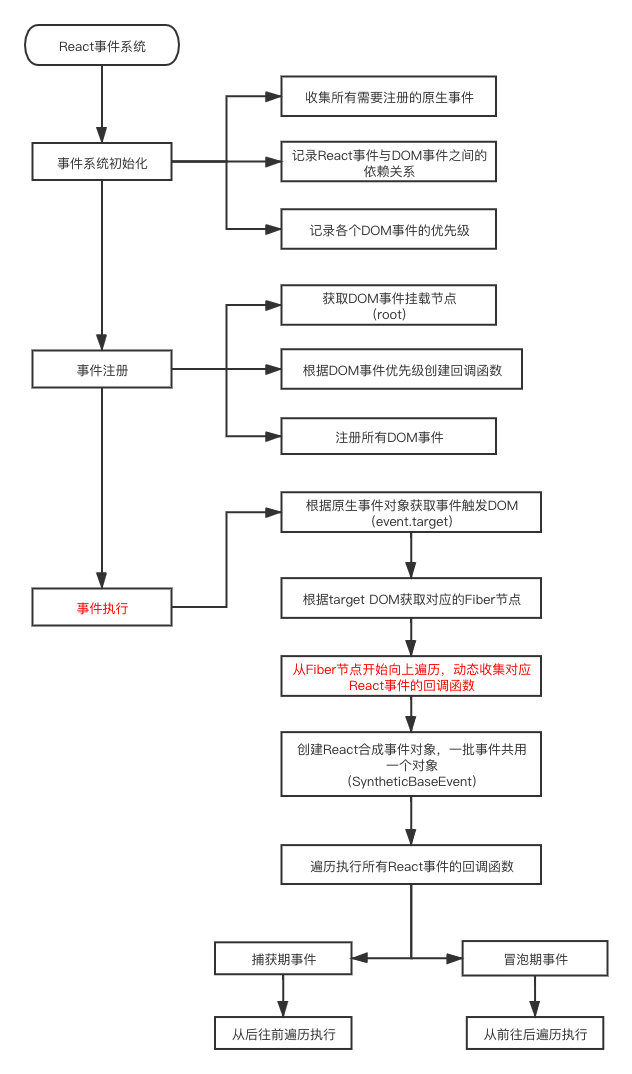 React事件系统
收集所有需要注册的原生事件
事件系统初始化
记录React事件与DOM事件之间的
依赖关系
记录各个DOM事件的优先级
获取DOM事件挂载节点
(root)
事件注册
根据DOM事件优先级创建回调函数
注册所有DOM事件
根据原生事件对象获取事件触发DOM
(event.target)
事件执行
根据target DOM获取对应的Fiber节点
从Fiber节点开始向上遍历，动态收集对应
React事件的回调函数
创建React合成事件对象，一批事件共用
一个对象
(SyntheticBaseEvent)
遍历执行所有React事件的回调函数
捕获期事件
冒泡期事件
从后往前遍历执行
从前往后遍历执行